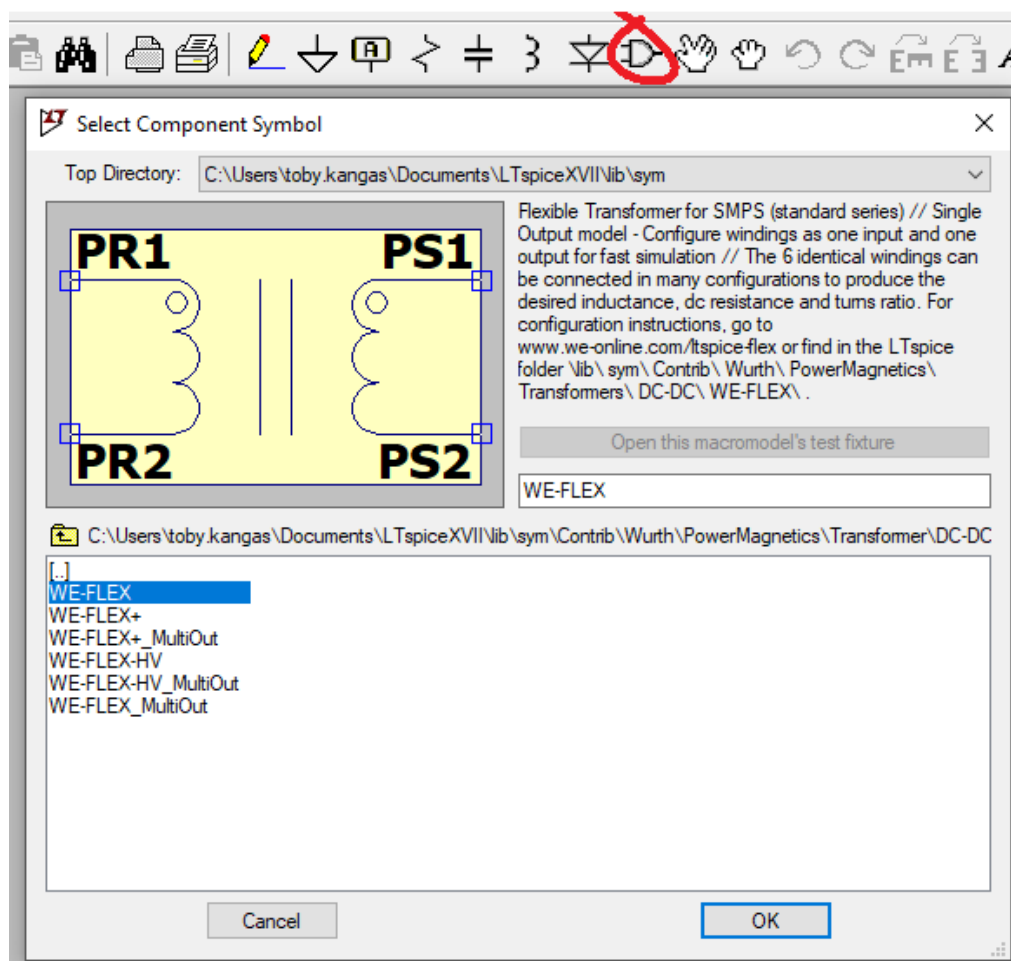 A
E E
Select Component Symbol
Top Directory: C:\Users\toby.kangas\Documents\LTspiceXVII\lib\sym
PR1 PS1
PR2 PS2
Flexible Transformer for SMPS (standard series) // Single
Output model - Configure windings as one input and one
output for fast simulation // The 6 identical windings can
be connected in many configurations to produce the
desired inductance, dc resistance and turns ratio. For
configuration instructions, go to
www.we-online.com/ltspice-flex or find in the LTspice
folder \lib\ sym\ Contrib\ Wurth\ PowerMagnetics\
Transformers\ DC-DC\ WE-FLEX\ .
Open this macromodel's test fixture
WE-FLEX
C:\Users\toby.kangas\Documents\LTspiceXVII\lib\sym\Contrib\Wurth\PowerMagnetics\Transformer\DC-DC
[..]
WE-FLEX
WE-FLEX+
WE-FLEX+_MultiOut
WE-FLEX-HV
WE-FLEX-HV_MultiOut
WE-FLEX_MultiOut
Cancel OK